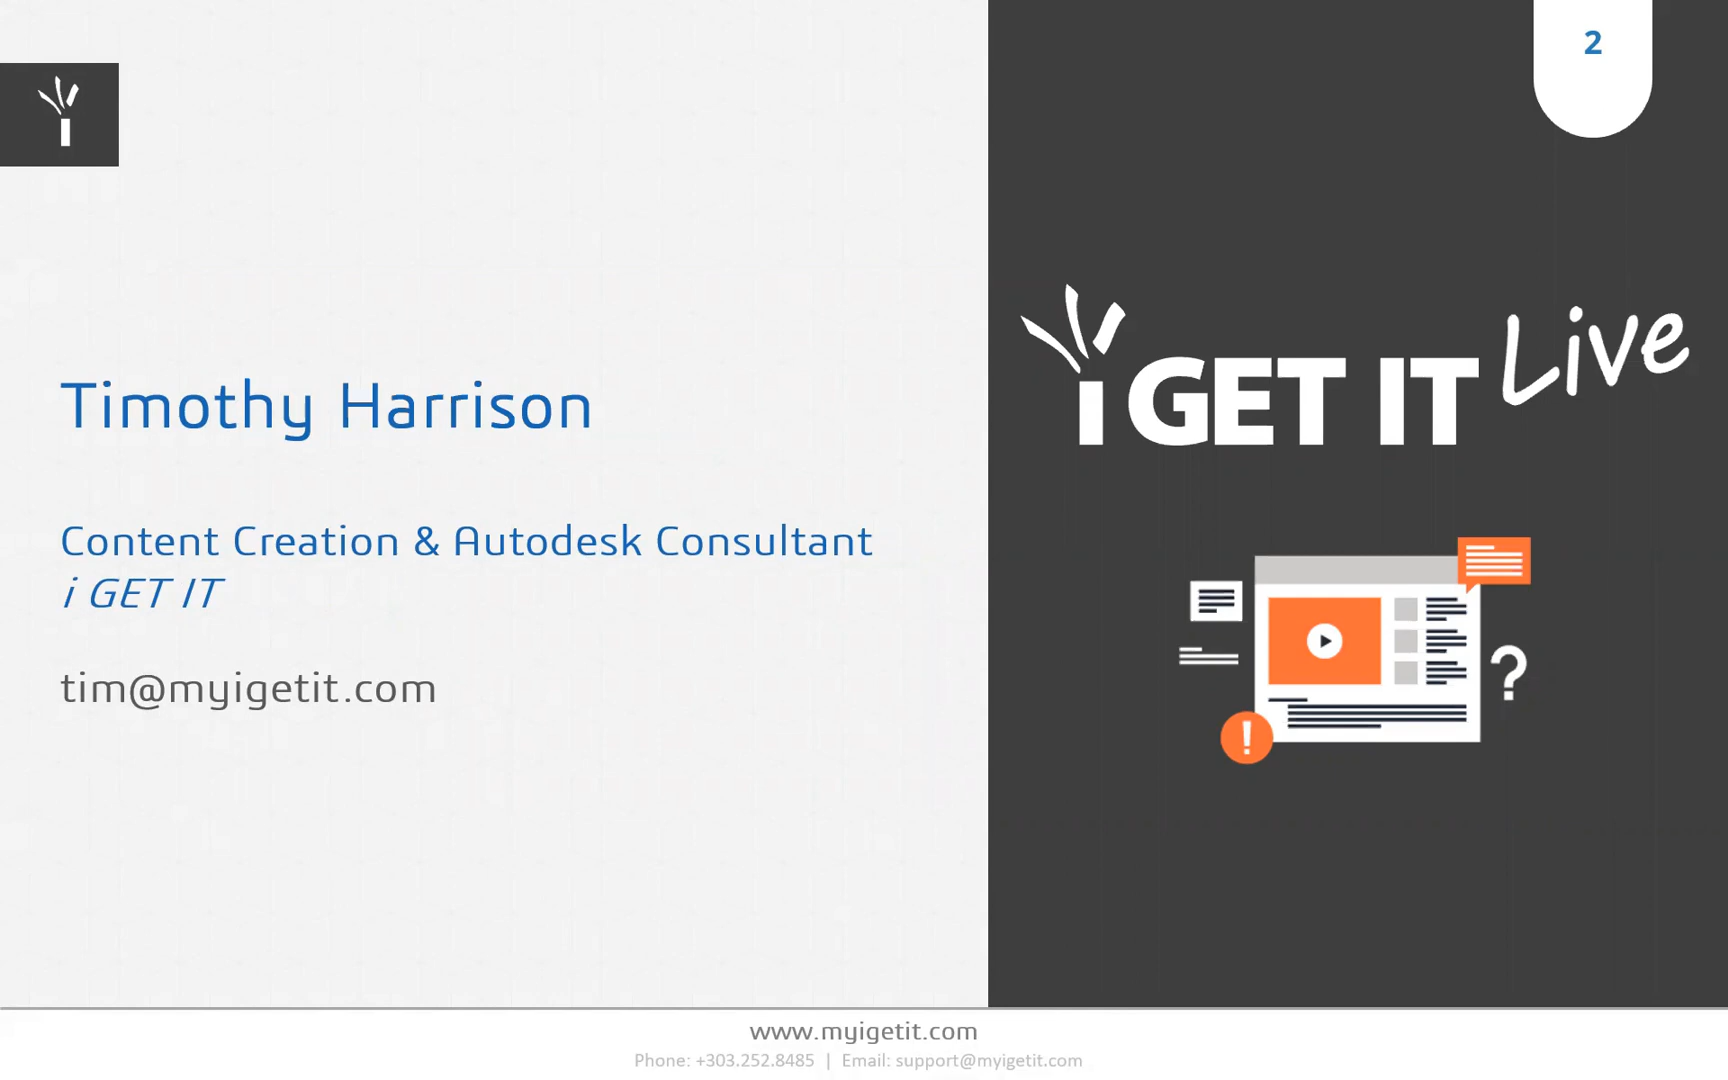 2
Timothy Harrison
Content Creation & Autodesk Consultant
i GET IT
tim@myigetit.com
i GET IT Live
?
!
www.myigetit.com
Phone: +303.252.8485 | Email: support@myigetit.com